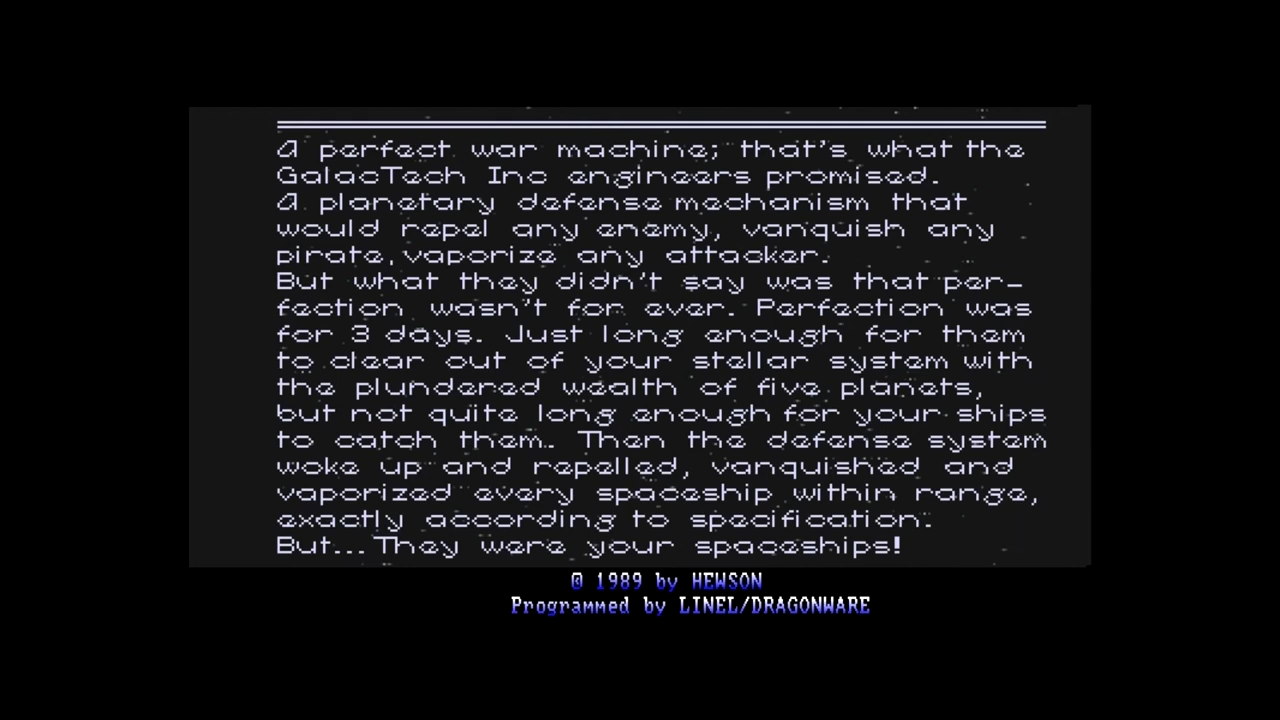 A perfect war machine; that's what the
GalacTech Inc engineers promised.
A planetary defense mechanism that
would repel any enemy, vanquish any
pirate,vaporize any attacker.
But what they didn't say was that per-
fection wasn't for ever. Perfection was
for 3 days. Just long enough for them
to clear out of your stellar system with
the plundered wealth of five planets,
but not quite long enough for your ships
to catch them. Then the defense system
woke up and repelled, vanquished and
vaporized every spaceship within range,
exactly according to specification.
But...They were your spaceships!
© 1989 by HEWSON
Programmed by LINEL/DRAGONWARE